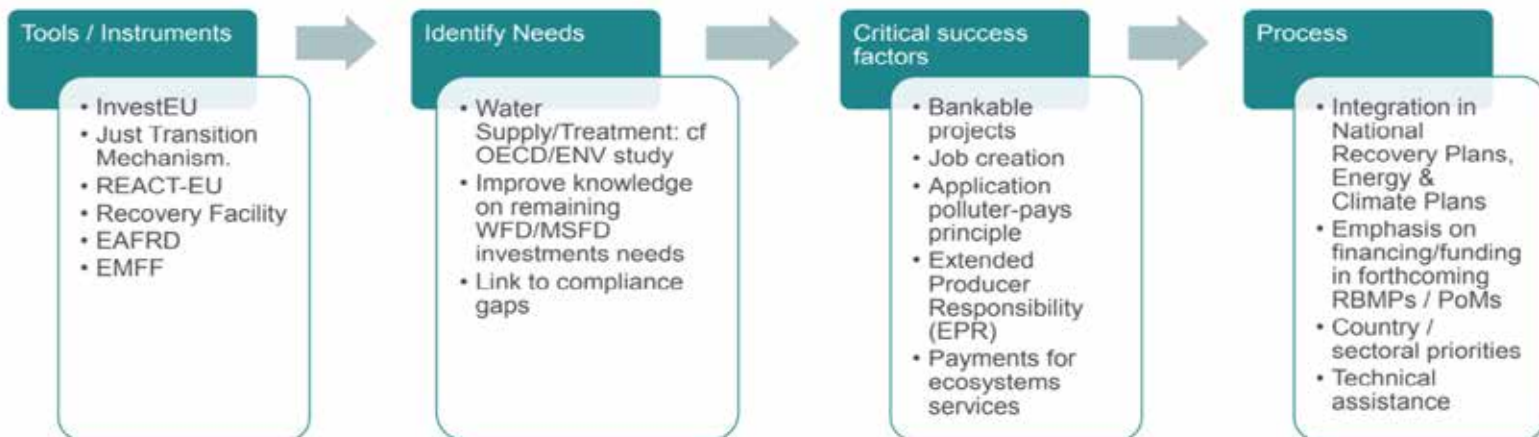 Tools / Instruments
• InvestEU
• Just Transition
Mechanism.
• REACT-EU
• Recovery Facility
• EAFRD
• EMFF
Identify Needs
• Water
Supply/Treatment: cf
OECD/ENV study
• Improve knowledge
on remaining
WFD/MSFD
investments needs
• Link to compliance
gaps
Critical success
factors
• Bankable
projects
• Job creation
• Application
polluter-pays
principle
• Extended
Producer
Responsibility
(EPR)
• Payments for
ecosystems
services
Process
• Integration in
National
Recovery Plans,
Energy &
Climate Plans
• Emphasis on
financing/funding
in forthcoming
RBMPs / PoMs
• Country /
sectoral priorities
• Technical
assistance